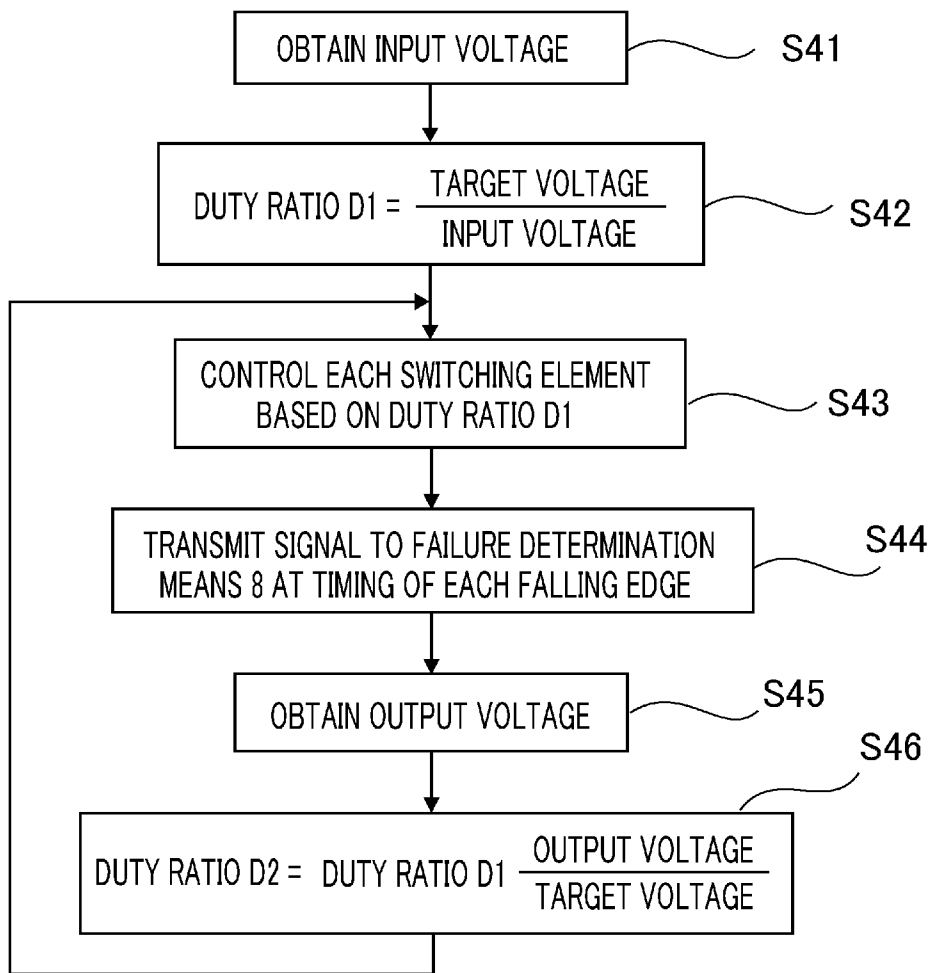 OBTAIN INPUT VOLTAGE
S41
DUTY RATIO D1 = TARGET VOLTAGE
INPUT VOLTAGE
S42
CONTROL EACH SWITCHING ELEMENT
BASED ON DUTY RATIO D1
S43
TRANSMIT SIGNAL TO FAILURE DETERMINATION
MEANS 8 AT TIMING OF EACH FALLING EDGE
S44
OBTAIN OUTPUT VOLTAGE
S45
DUTY RATIO D2 = DUTY RATIO D1 OUTPUT VOLTAGE
TARGET VOLTAGE
S46